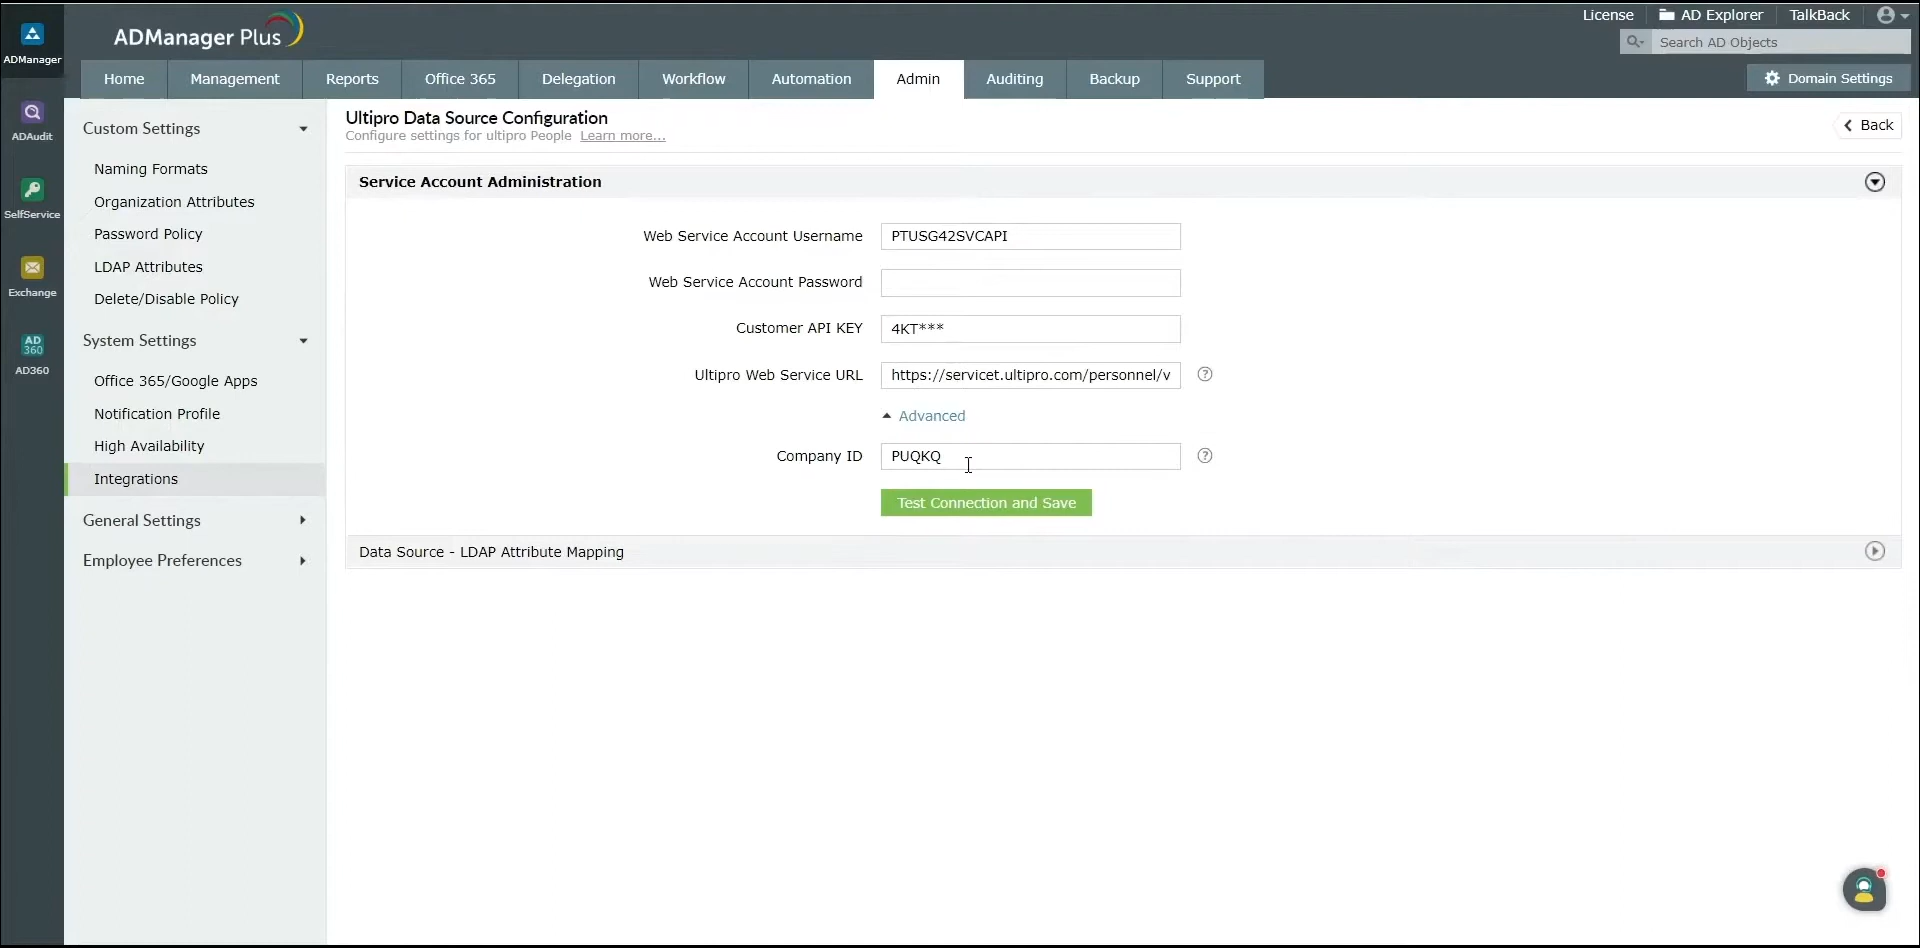 ADManager
ADAudit
SelfService
Exchange
AD
360
AD360
ADManager Plus
License
AD Explorer
TalkBack
Search AD Objects
Home
Management
Reports
Office 365
Delegation
Workflow
Automation
Admin
Auditing
Backup
Support
Domain Settings
Custom Settings
Naming Formats
Organization Attributes
Password Policy
LDAP Attributes
Delete/Disable Policy
System Settings
Office 365/Google Apps
Notification Profile
High Availability
Integrations
General Settings
Employee Preferences
Ultipro Data Source Configuration
Configure settings for ultipro People Learn more...
Back
Service Account Administration
Web Service Account Username PTUSG42SVCAPI
Web Service Account Password
Customer API KEY 4KT***
Ultipro Web Service URL https://servicet.ultipro.com/personnel/v ?
Advanced
Company ID PUQKQ ?
Test Connection and Save
Data Source - LDAP Attribute Mapping